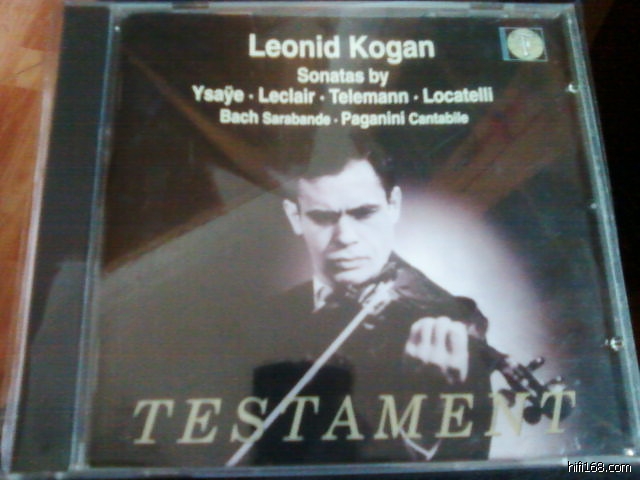 Leonid Kogan
Sonatas by
Ysaÿe · Leclair · Telemann · Locatelli
Bach Sarabande · Paganini Cantabile
TESTAMENT
hifi168.com